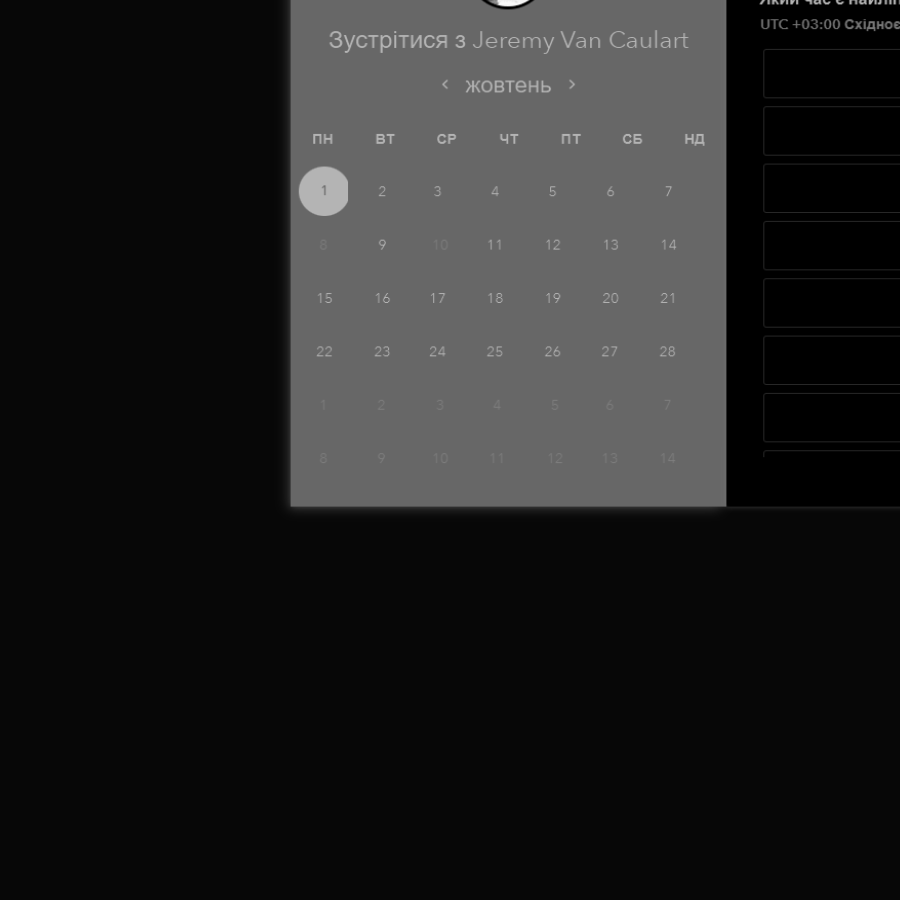 Зустрітися з Jeremy Van Caulart
< жовтень >
ПН ВТ СР ЧТ ПТ СБ НД
1 2 3 4 5 6 7
8 9 10 11 12 13 14
15 16 17 18 19 20 21
22 23 24 25 26 27 28
1 2 3 4 5 6 7
8 9 10 11 12 13 14
Який час є
UTC +03:00